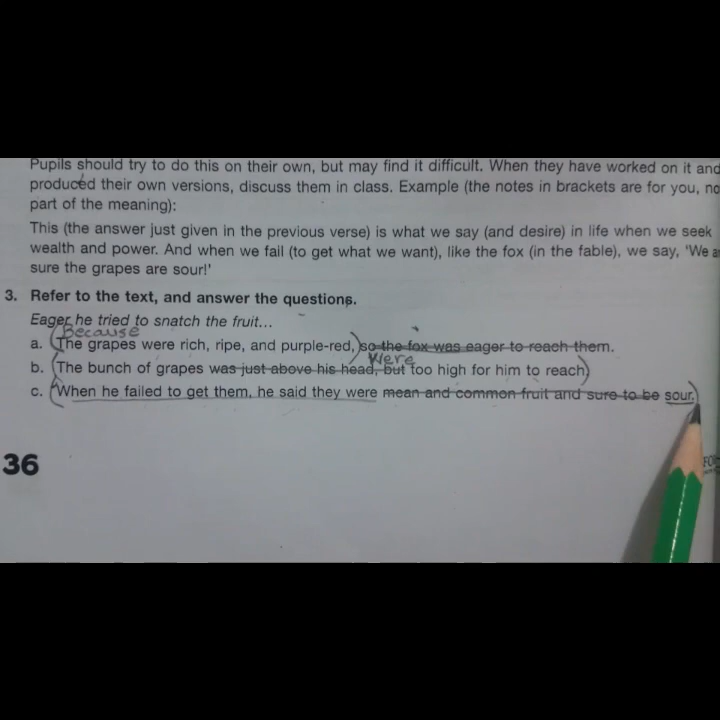 Pupils should try to do this on their own, but may find it difficult. When they have worked on it and
produced their own versions, discuss them in class. Example (the notes in brackets are for you, no
part of the meaning):
This (the answer just given in the previous verse) is what we say (and desire) in life when we seek
wealth and power. And when we fail (to get what we want), like the fox (in the fable), we say, 'We a
sure the grapes are sour!'
3. Refer to the text, and answer the questions.
Eager he tried to snatch the fruit...
Because
a. (The grapes were rich, ripe, and purple-red,) so the fox was eager to reach them.
were
b. (The bunch of grapes was just above his head, but too high for him to reach)
c. (When he failed to get them, he said they were mean and common fruit and sure to be sour.)
36
FO